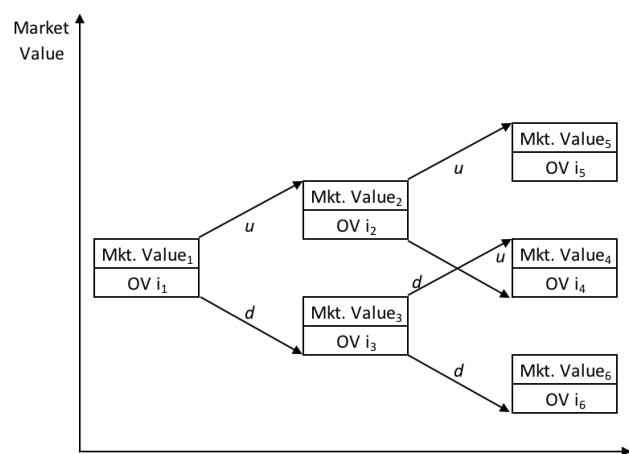 Market
Value
Mkt. Value₅
OV i₅
u
Mkt. Value₂
OV i₂
u
Mkt. Value₁
OV i₁
Mkt. Value₄
OV i₄
u
d
d
Mkt. Value₃
OV i₃
d
Mkt. Value₆
OV i₆